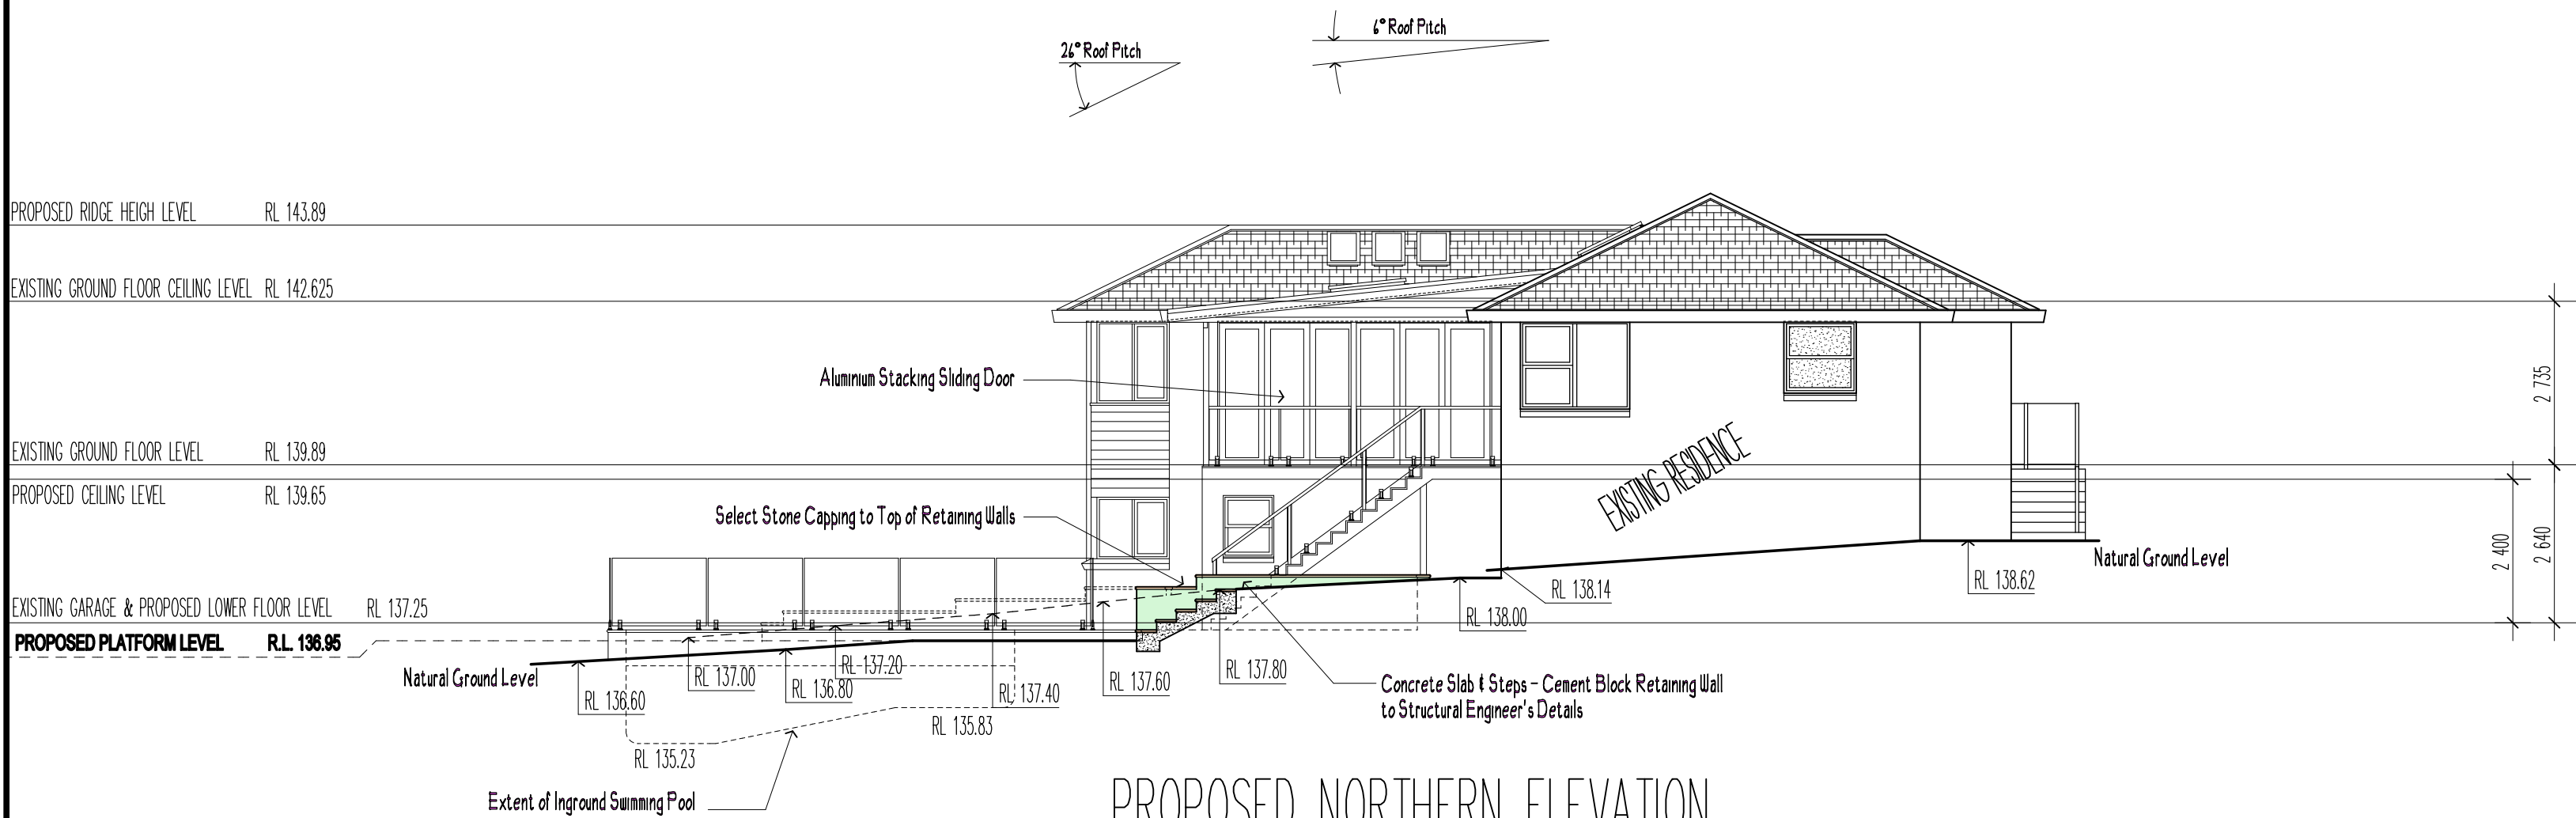 26° Roof Pitch
6° Roof Pitch
PROPOSED RIDGE HEIGH LEVEL RL 143.89
EXISTING GROUND FLOOR CEILING LEVEL RL 142.625
Aluminium Stacking Sliding Door
2 735
EXISTING GROUND FLOOR LEVEL RL 139.89
PROPOSED CEILING LEVEL RL 139.65
EXISTING RESIDENCE
Select Stone Capping to Top of Retaining Walls
2 400
2 640
Natural Ground Level
RL 138.62
RL 138.14
EXISTING GARAGE & PROPOSED LOWER FLOOR LEVEL RL 137.25
RL 138.00
PROPOSED PLATFORM LEVEL R.L. 136.95
Natural Ground Level
RL 137.20
RL 137.00
RL 136.80
RL 137.60
RL 137.80
RL 137.40
RL 136.60
Concrete Slab & Steps - Cement Block Retaining Wall
to Structural Engineer's Details
RL 135.83
RL 135.23
Extent of Inground Swimming Pool
PROPOSED NORTHERN ELEVATION